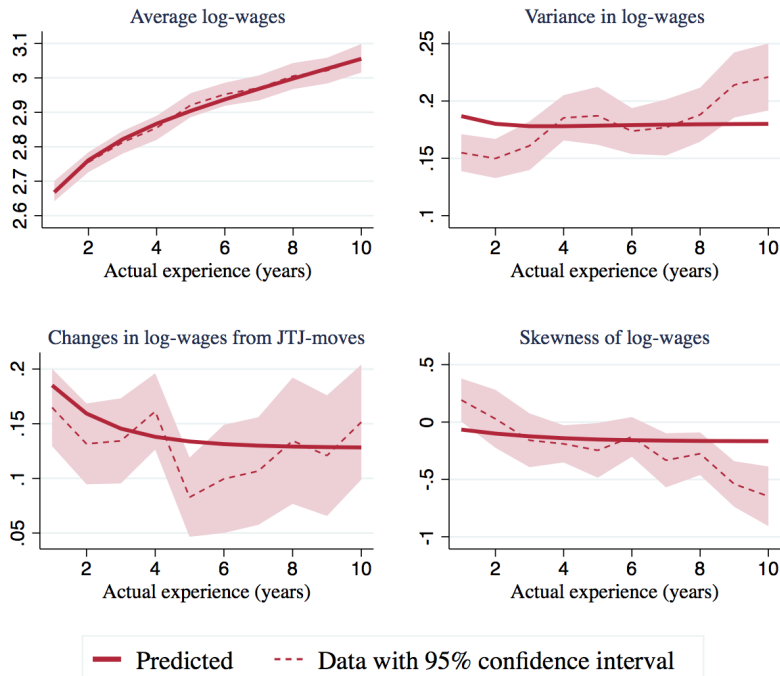 Average log-wages
3.1
3
2.9
2.8
2.7
2.6
2 4 6 8 10
Actual experience (years)
Variance in log-wages
.25
.2
.15
.1
2 4 6 8 10
Actual experience (years)
Changes in log-wages from JTJ-moves
.2
.15
.1
.05
2 4 6 8 10
Actual experience (years)
Skewness of log-wages
.5
0
-.5
-1
2 4 6 8 10
Actual experience (years)
Predicted Data with 95% confidence interval